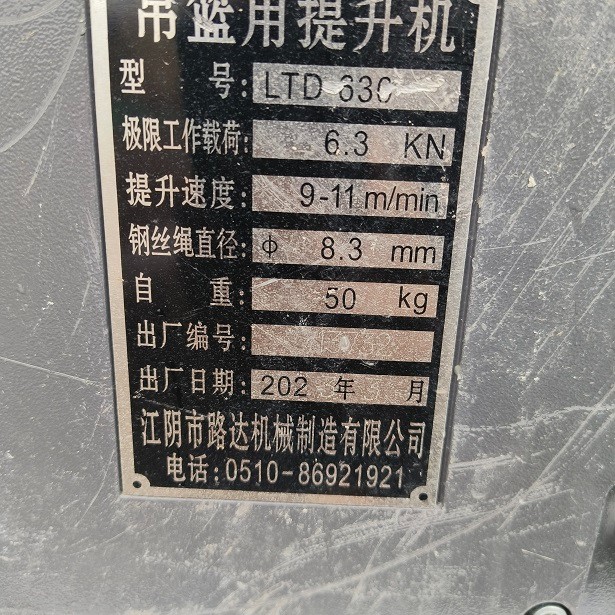 吊篮用提升机
型 号: LTD 630
极限工作载荷: 6.3 KN
提升速度: 9-11 m/min
钢丝绳直径: Φ 8.3 mm
自 重: 50 kg
出厂编号:
出厂日期: 202 年 月
江阴市路达机械制造有限公司
电话:0510-86921921